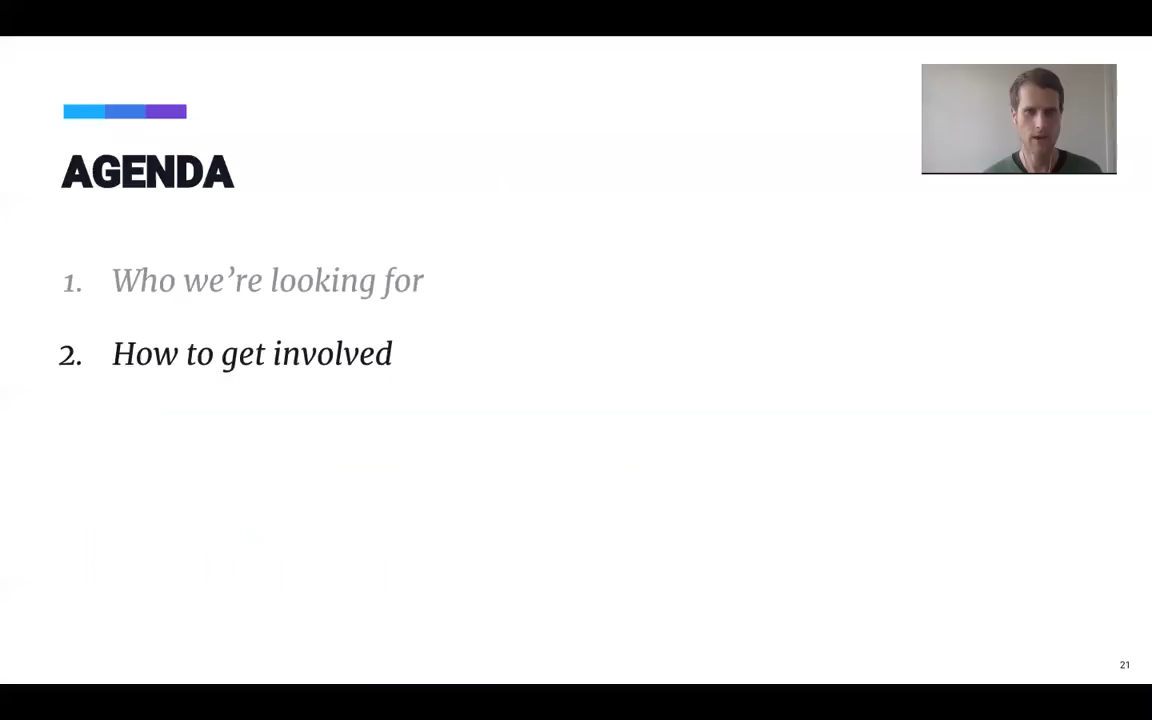 AGENDA
1. Who we’re looking for
2. How to get involved
21